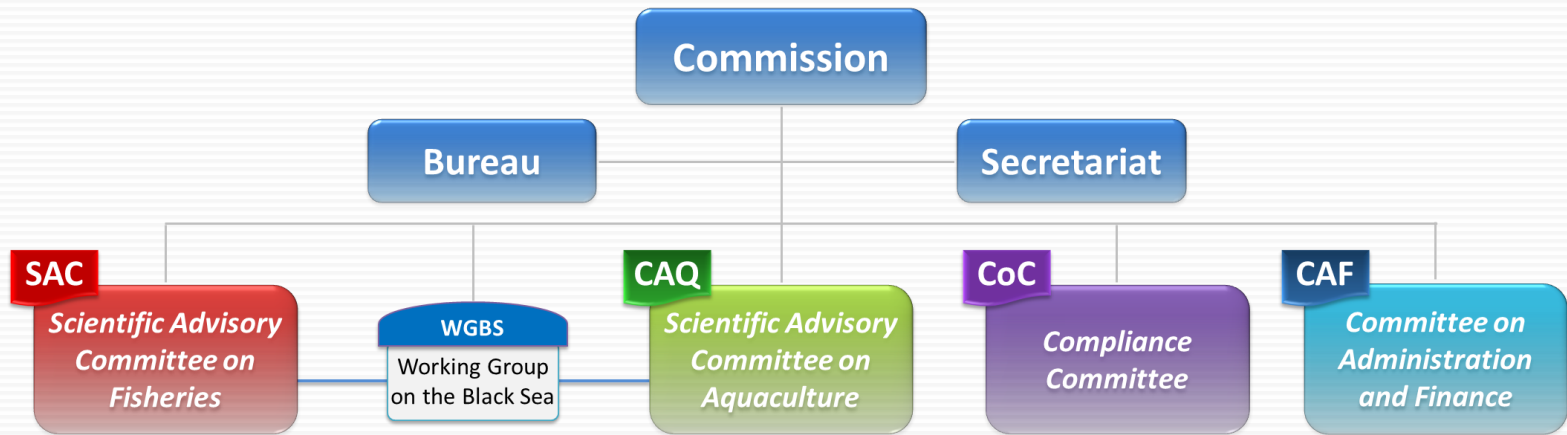 Commission
Bureau
Secretariat
SAC
Scientific Advisory
Committee on
Fisheries
WGBS
Working Group
on the Black Sea
CAQ
Scientific Advisory
Committee on
Aquaculture
CoC
Compliance
Committee
CAF
Committee on
Administration
and Finance